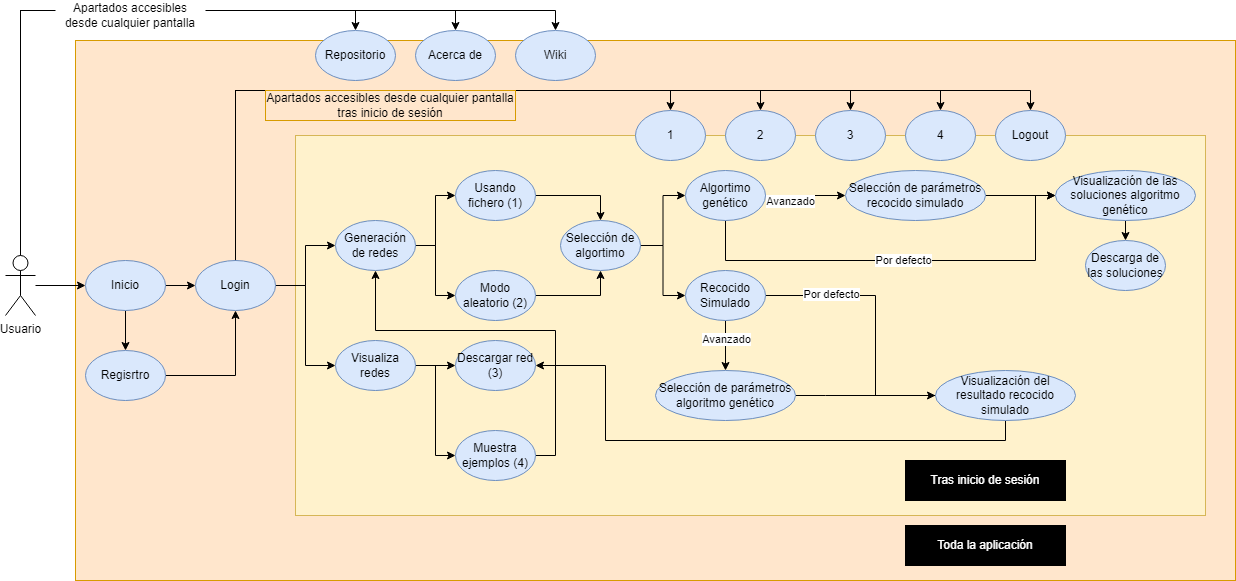 Apartados accesibles
desde cualquier pantalla
Repositorio
Acerca de
Wiki
Apartados accesibles desde cualquier pantalla
tras inicio de sesión
1
2
3
4
Logout
Usuario
Inicio
Regisrtro
Login
Generación
de redes
Visualiza
redes
Usando
fichero (1)
Modo
aleatorio (2)
Descargar red
(3)
Muestra
ejemplos (4)
Selección de
algortimo
Algortimo
genético
Avanzado
Selección de parámetros
recocido simulado
Por defecto
Visualización de las
soluciones algoritmo
genético
Descarga de
las soluciones
Recocido
Simulado
Por defecto
Avanzado
Selección de parámetros
algoritmo genético
Visualización del
resultado recocido
simulado
Tras inicio de sesión
Toda la aplicación